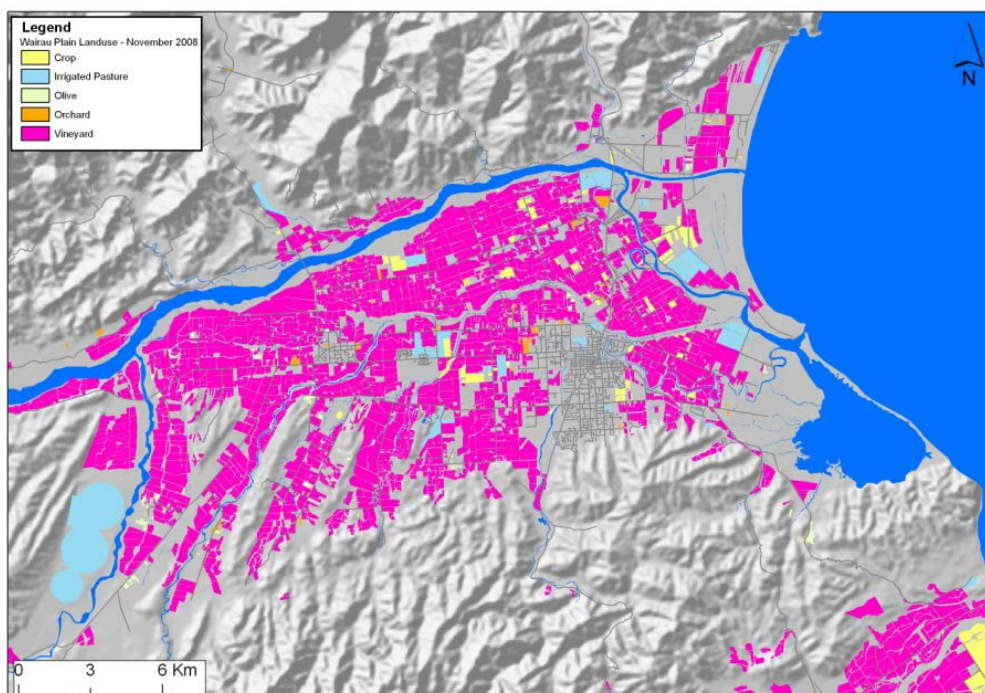 Legend
Wairau Plain Landuse - November 2008
Crop
Irrigated Pasture
Olive
Orchard
Vineyard
N
0 3 6 Km